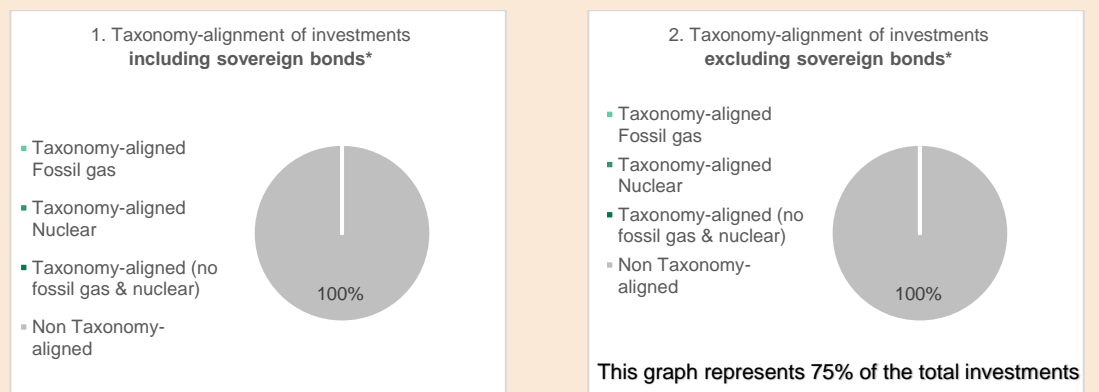 1. Taxonomy-alignment of investments
including sovereign bonds*
Taxonomy-aligned
Fossil gas
Taxonomy-aligned
Nuclear
Taxonomy-aligned (no
fossil gas & nuclear)
Non Taxonomy-
aligned
100%
2. Taxonomy-alignment of investments
excluding sovereign bonds*
Taxonomy-aligned
Fossil gas
Taxonomy-aligned
Nuclear
Taxonomy-aligned (no
fossil gas & nuclear)
Non Taxonomy-
aligned
100%
This graph represents 75% of the total investments